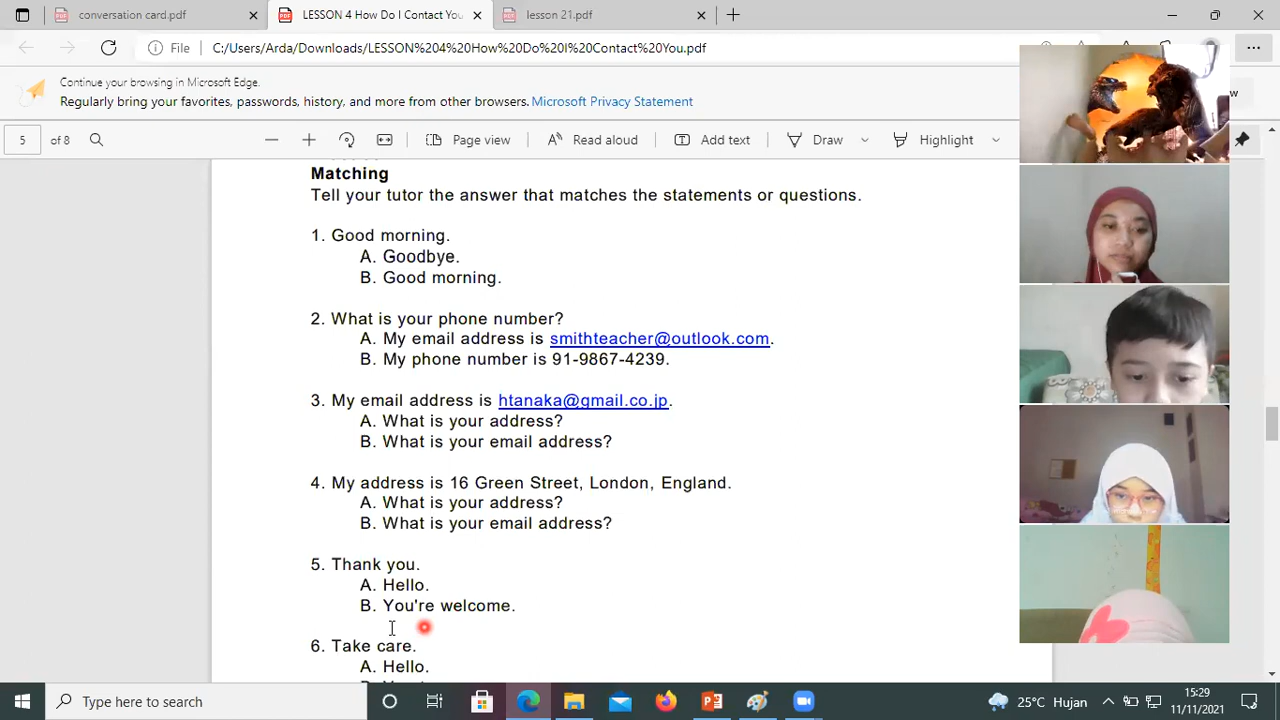 conversation card.pdf
LESSON 4 How Do I Contact You
lesson 21.pdf
File
C:/Users/Arda/Downloads/LESSON%204%20How%20Do%20I%20Contact%20You.pdf
Continue your browsing in Microsoft Edge.
Regularly bring your favorites, passwords, history, and more from other browsers. Microsoft Privacy Statement
5 of 8
Page view
Read aloud
Add text
Draw
Highlight
Matching
Tell your tutor the answer that matches the statements or questions.
1. Good morning.
A. Goodbye.
B. Good morning.
2. What is your phone number?
A. My email address is smithteacher@outlook.com.
B. My phone number is 91-9867-4239.
3. My email address is htanaka@gmail.co.jp.
A. What is your address?
B. What is your email address?
4. My address is 16 Green Street, London, England.
A. What is your address?
B. What is your email address?
5. Thank you.
A. Hello.
B. You're welcome.
6. Take care.
A. Hello.
Type here to search
25°C Hujan
15:29
11/11/2021